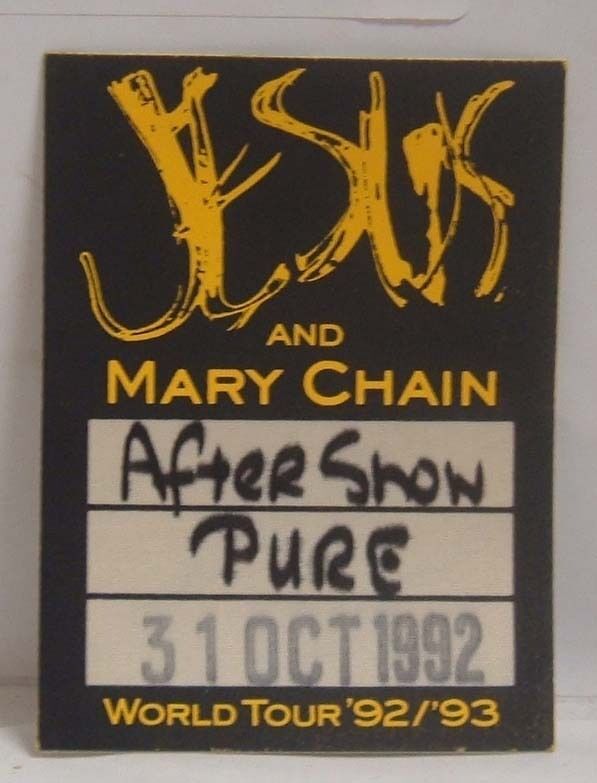 JESUS
AND
MARY CHAIN
AfteR Show
PURE
31 OCT 1992
WORLD TOUR '92/'93